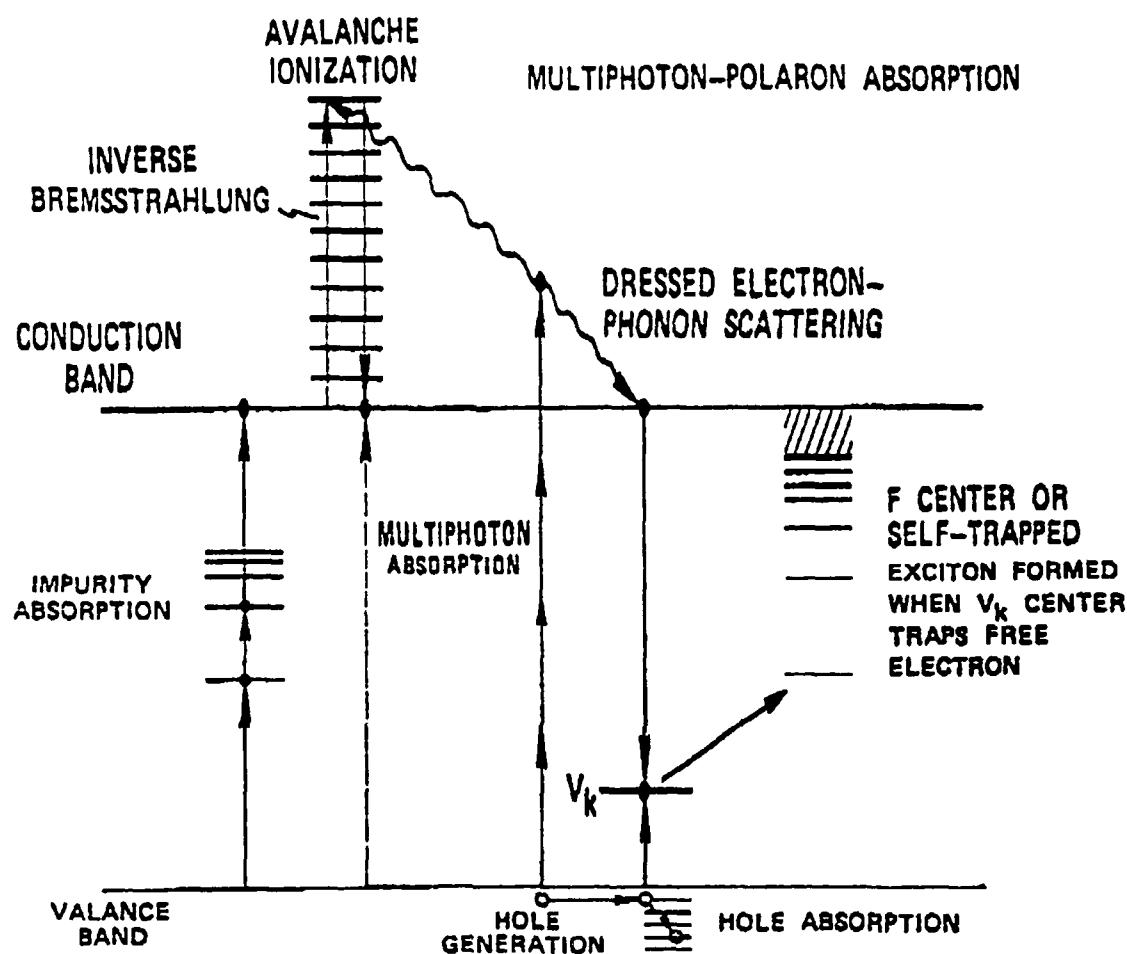 AVALANCHE
IONIZATION
MULTIPHOTON-POLARON ABSORPTION
INVERSE
BREMSSTRAHLUNG
DRESSED ELECTRON-
PHONON SCATTERING
CONDUCTION
BAND
MULTIPHOTON
ABSORPTION
F CENTER OR
SELF-TRAPPED
EXCITON FORMED
WHEN Vk CENTER
TRAPS FREE
ELECTRON
IMPURITY
ABSORPTION
Vk
VALANCE
BAND
HOLE
GENERATION
HOLE ABSORPTION